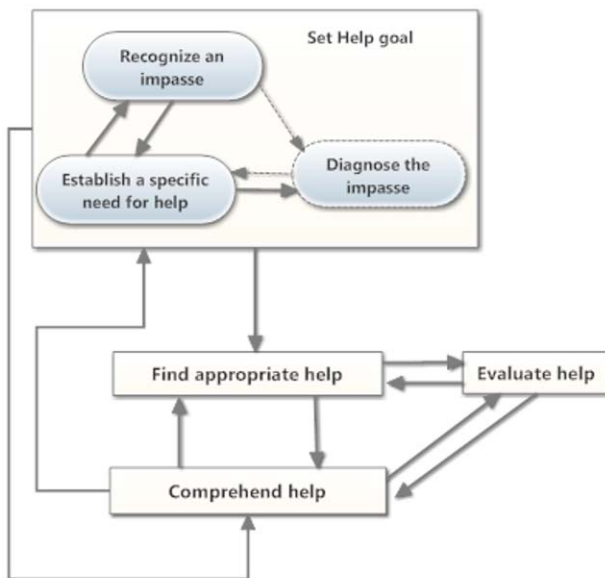 Set Help goal
Recognize an
impasse
Diagnose the
impasse
Establish a specific
need for help
Find appropriate help
Evaluate help
Comprehend help